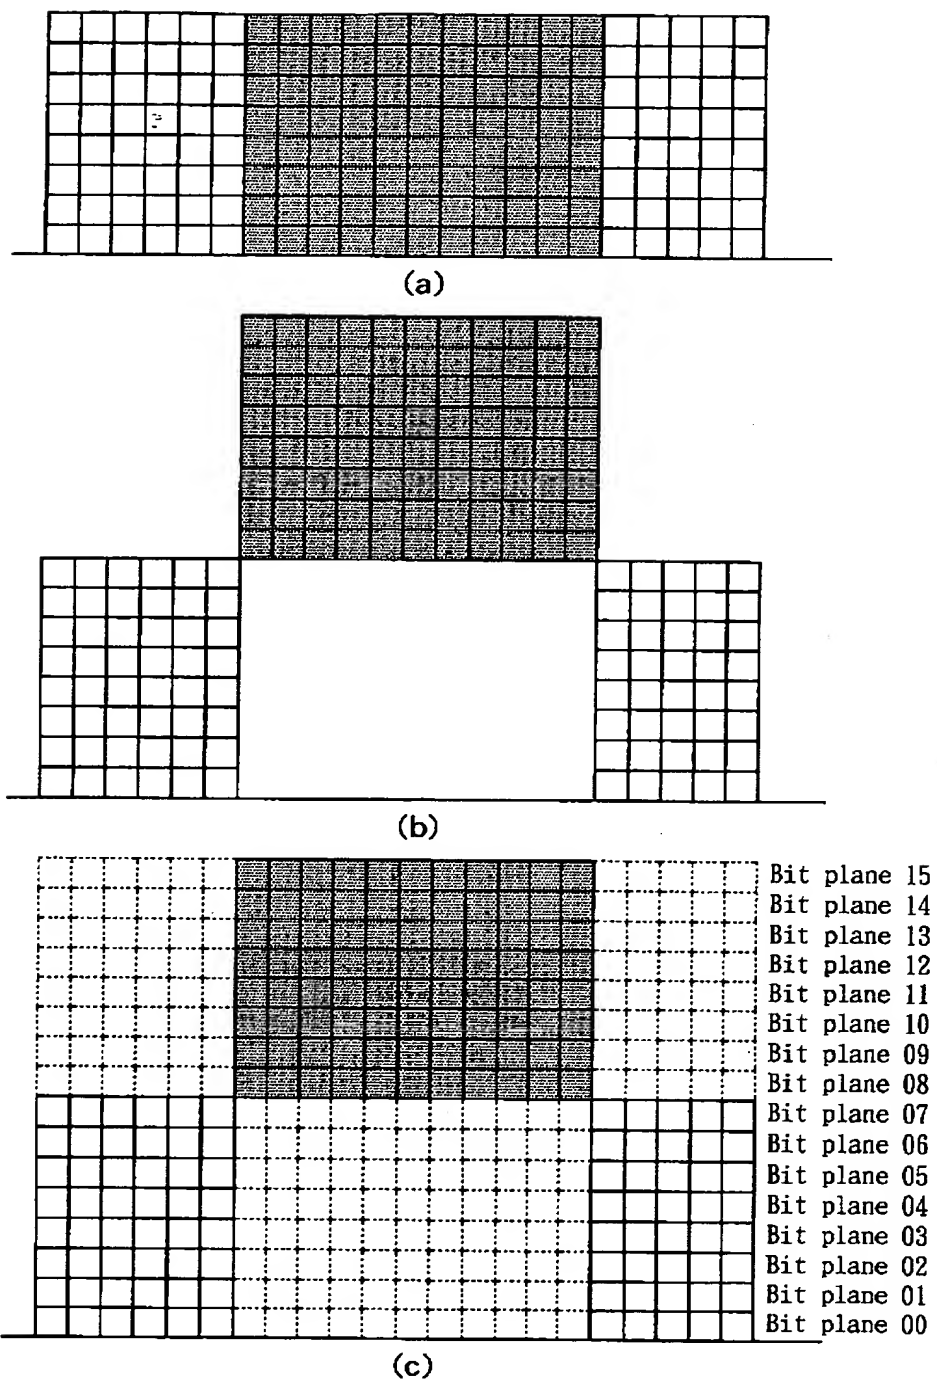 (a)
(b)
Bit plane 15
Bit plane 14
Bit plane 13
Bit plane 12
Bit plane 11
Bit plane 10
Bit plane 09
Bit plane 08
Bit plane 07
Bit plane 06
Bit plane 05
Bit plane 04
Bit plane 03
Bit plane 02
Bit plane 01
Bit plane 00
(c)